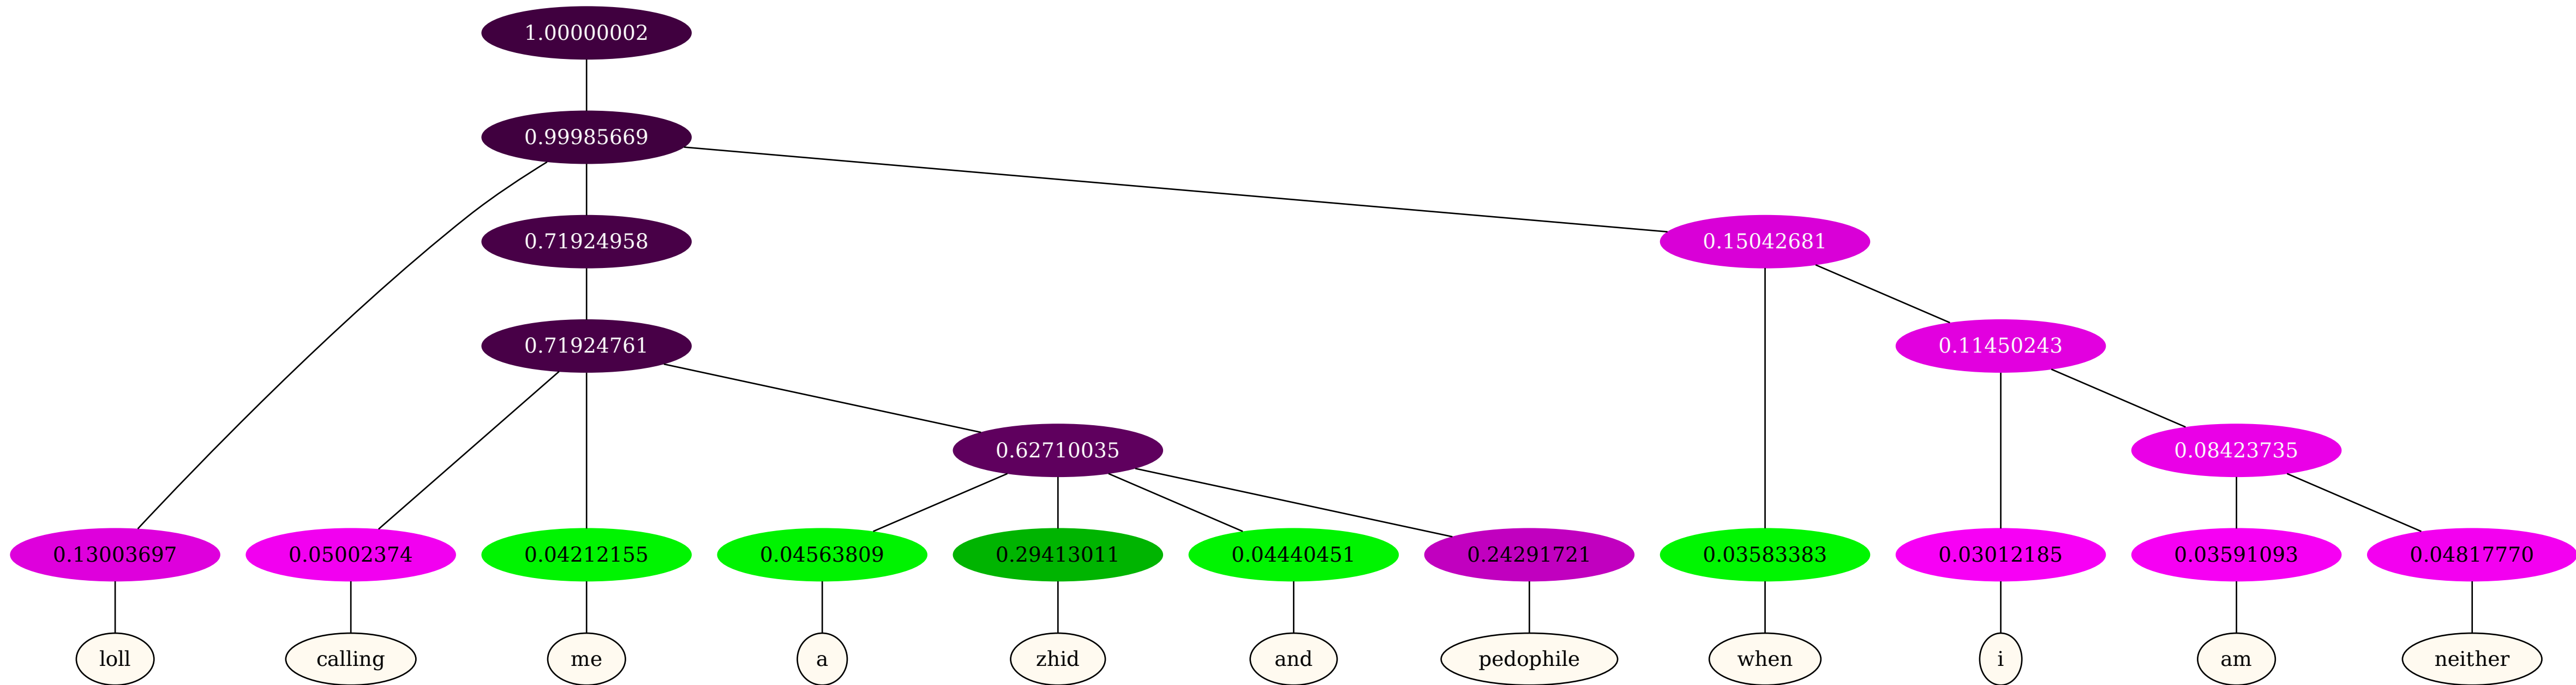 1.00000002
0.99985669
0.71924958 0.15042681
0.71924761 0.11450243
0.62710035 0.08423735
0.13003697 0.05002374 0.04212155 0.04563809 0.29413011 0.04440451 0.24291721 0.03583383 0.03012185 0.03591093 0.04817770
loll calling me a zhid and pedophile when i am neither